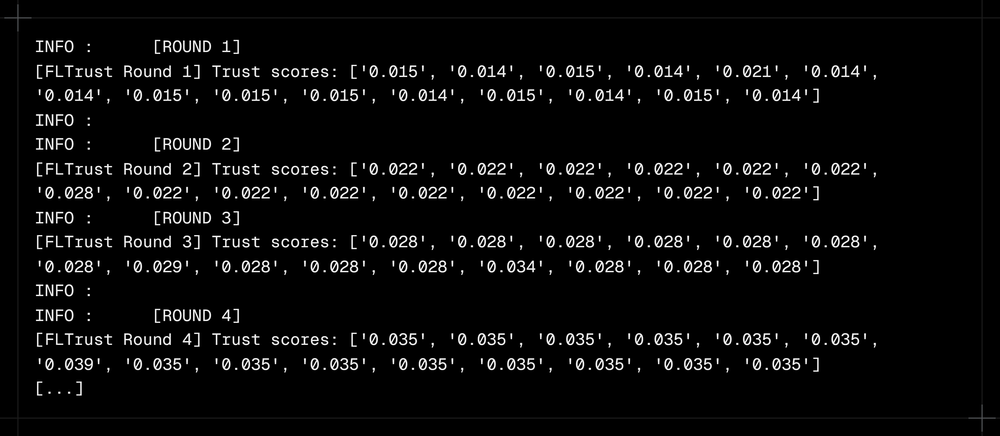 INFO :      [ROUND 1]
[FLTrust Round 1] Trust scores: ['0.015', '0.014', '0.015', '0.014', '0.021', '0.014',
'0.014', '0.015', '0.015', '0.015', '0.014', '0.015', '0.014', '0.015', '0.014']
INFO :
INFO :      [ROUND 2]
[FLTrust Round 2] Trust scores: ['0.022', '0.022', '0.022', '0.022', '0.022', '0.022',
'0.028', '0.022', '0.022', '0.022', '0.022', '0.022', '0.022', '0.022', '0.022']
INFO :      [ROUND 3]
[FLTrust Round 3] Trust scores: ['0.028', '0.028', '0.028', '0.028', '0.028', '0.028',
'0.028', '0.029', '0.028', '0.028', '0.028', '0.034', '0.028', '0.028', '0.028']
INFO :
INFO :      [ROUND 4]
[FLTrust Round 4] Trust scores: ['0.035', '0.035', '0.035', '0.035', '0.035', '0.035',
'0.039', '0.035', '0.035', '0.035', '0.035', '0.035', '0.035', '0.035', '0.035']
[...]